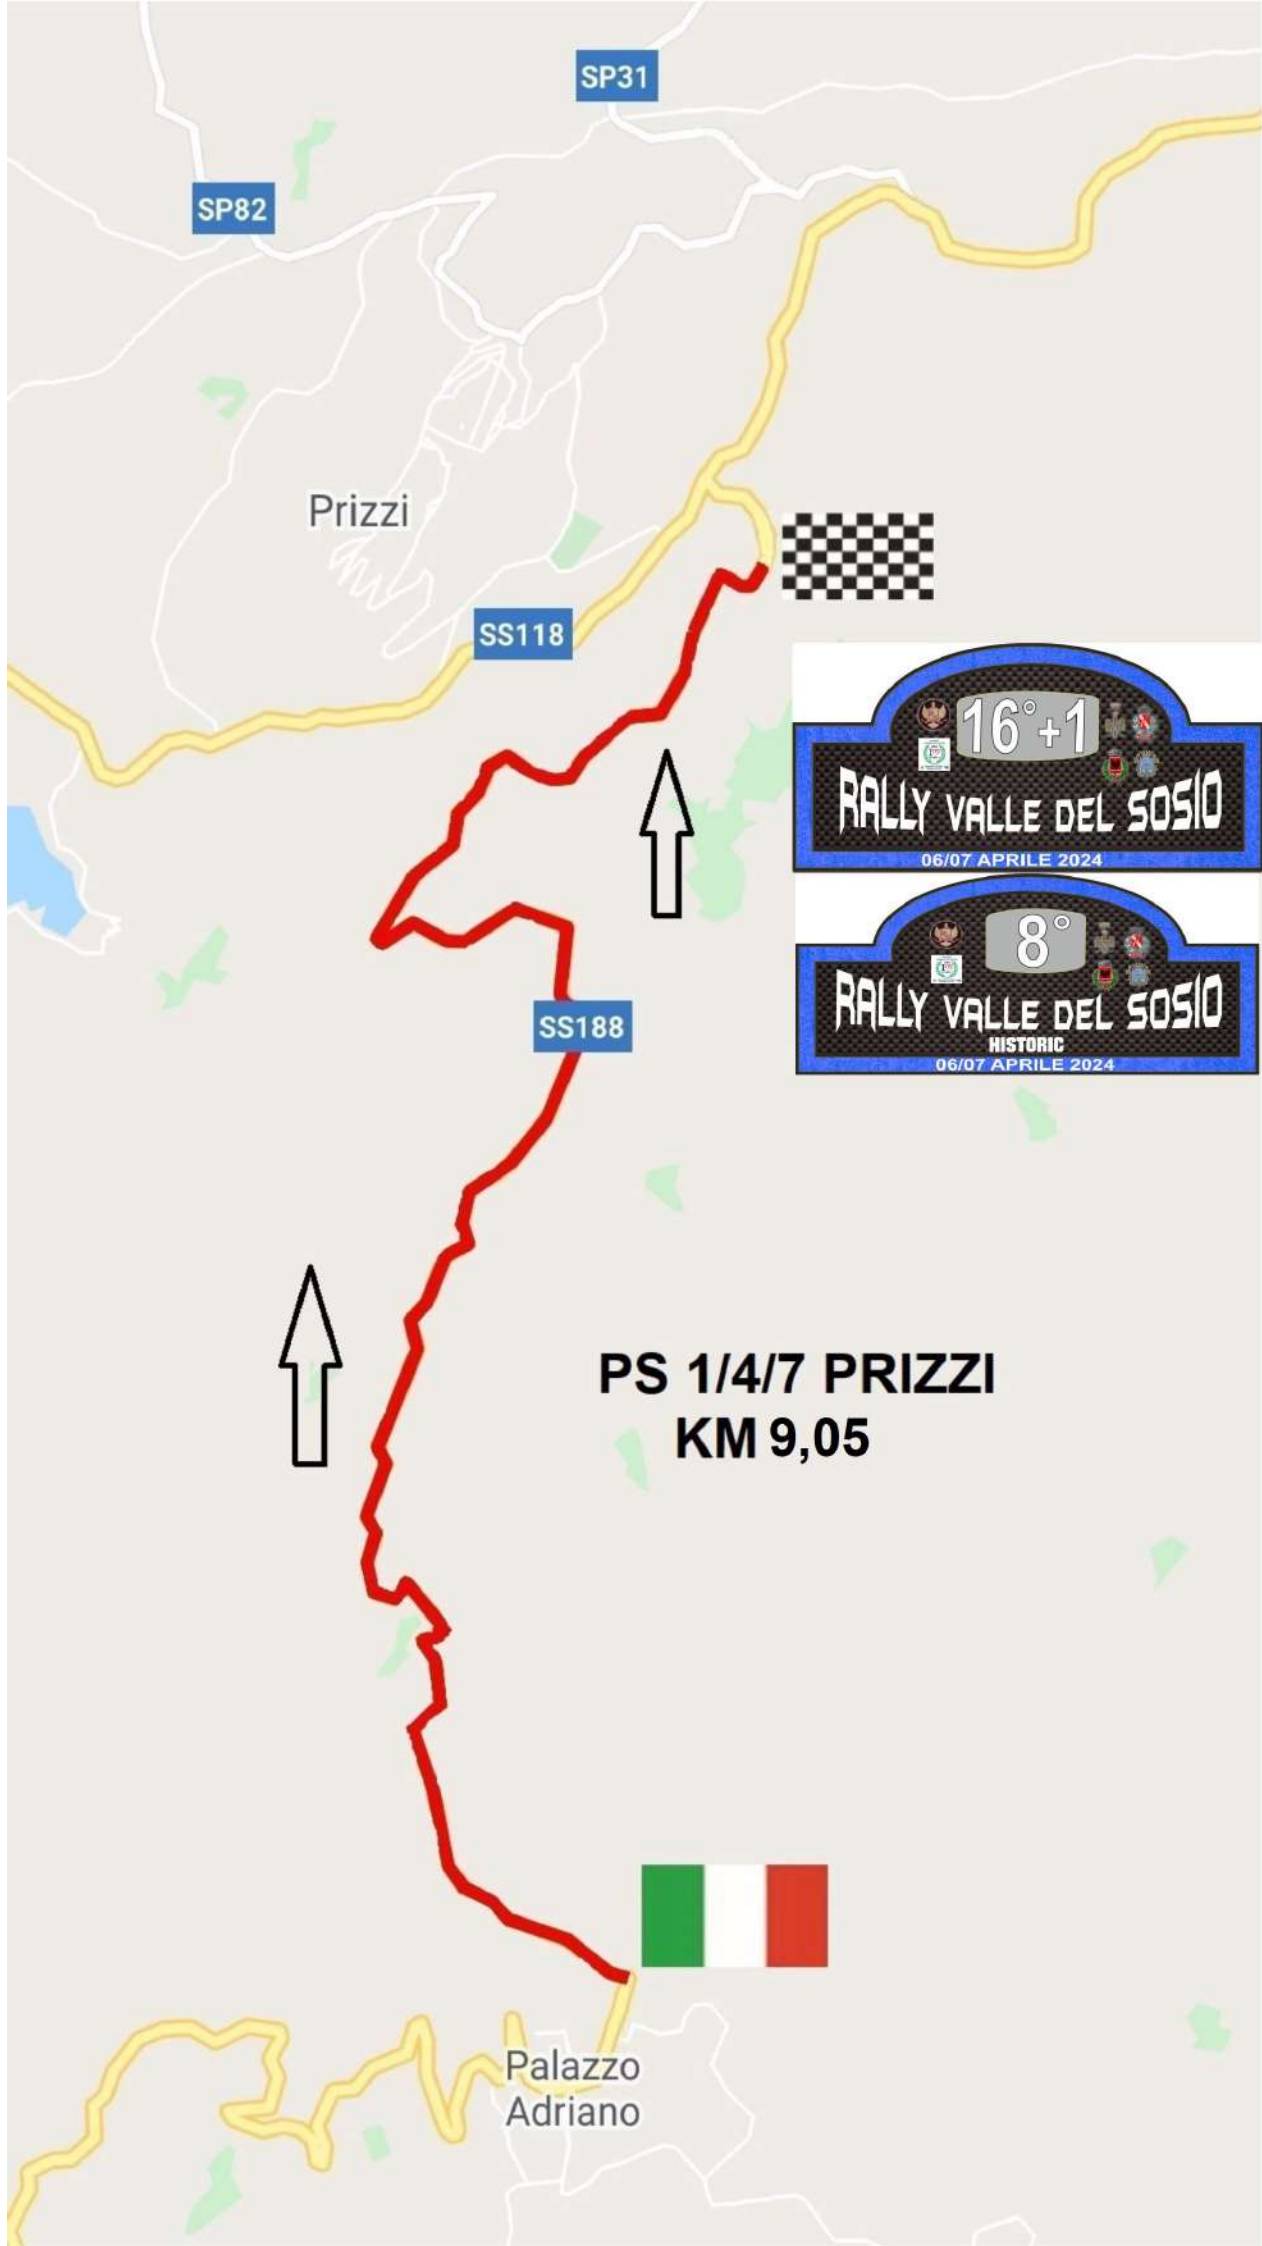 SP31
SP82
Prizzi
SS118
16°+1
RALLY VALLE DEL SOSIO
06/07 APRILE 2024
8°
RALLY VALLE DEL SOSIO
HISTORIC
06/07 APRILE 2024
SS188
PS 1/4/7 PRIZZI
KM 9,05
Palazzo
Adriano